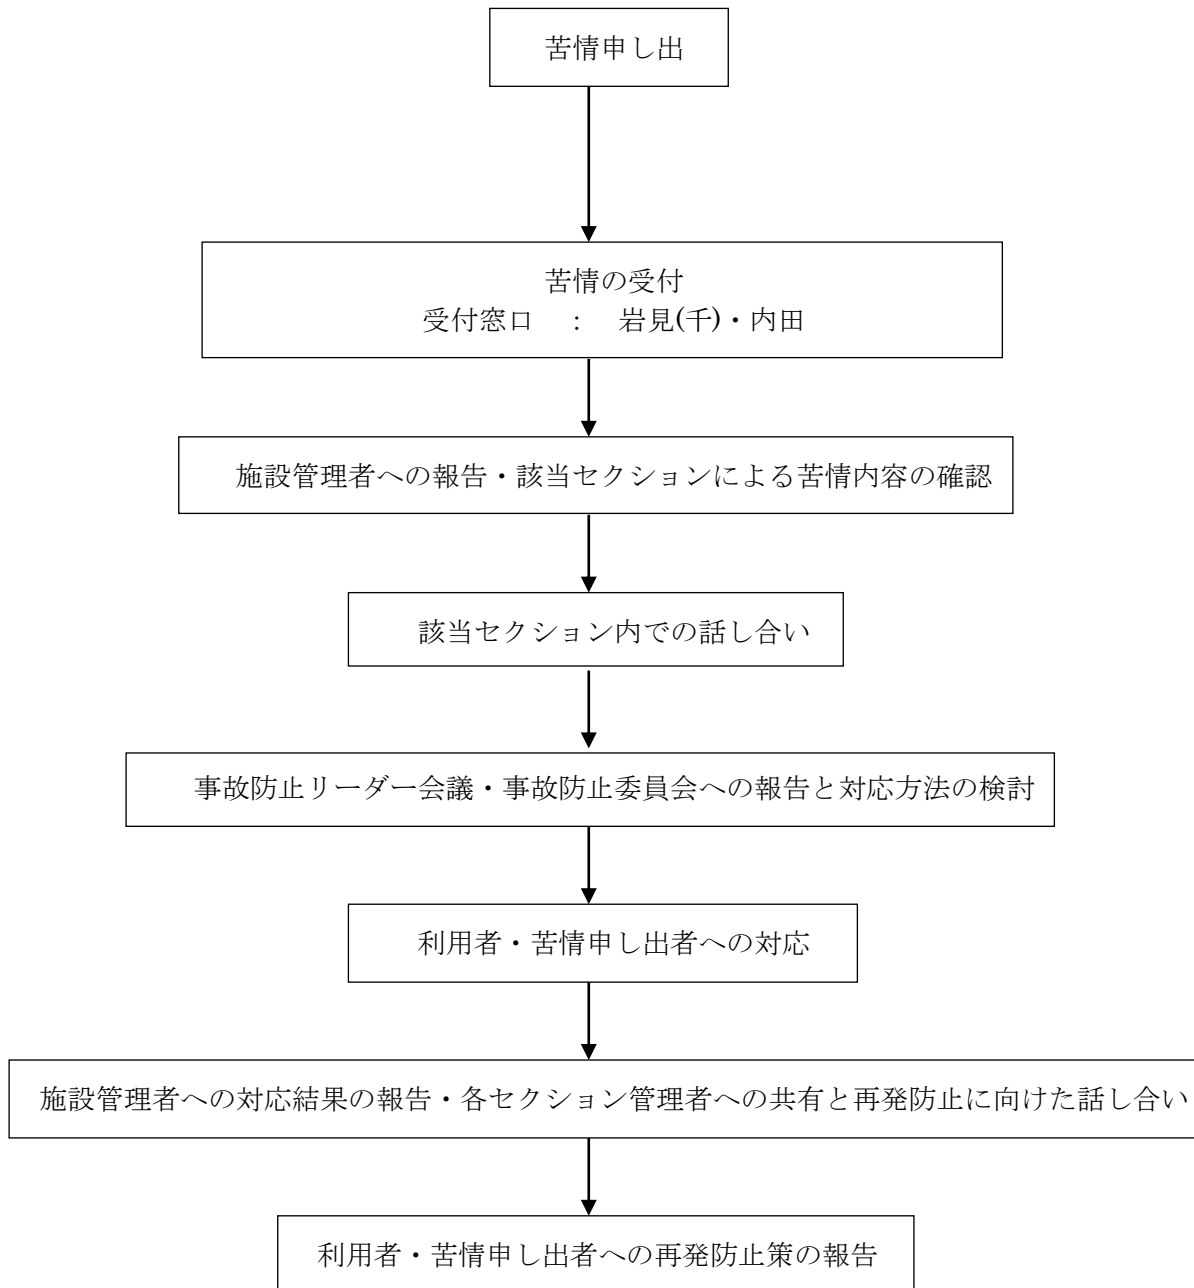 苦情申し出
苦情の受付
受付窓口　：　岩見(千)・内田
施設管理者への報告・該当セクションによる苦情内容の確認
該当セクション内での話し合い
事故防止リーダー会議・事故防止委員会への報告と対応方法の検討
利用者・苦情申し出者への対応
施設管理者への対応結果の報告・各セクション管理者への共有と再発防止に向けた話し合い
利用者・苦情申し出者への再発防止策の報告